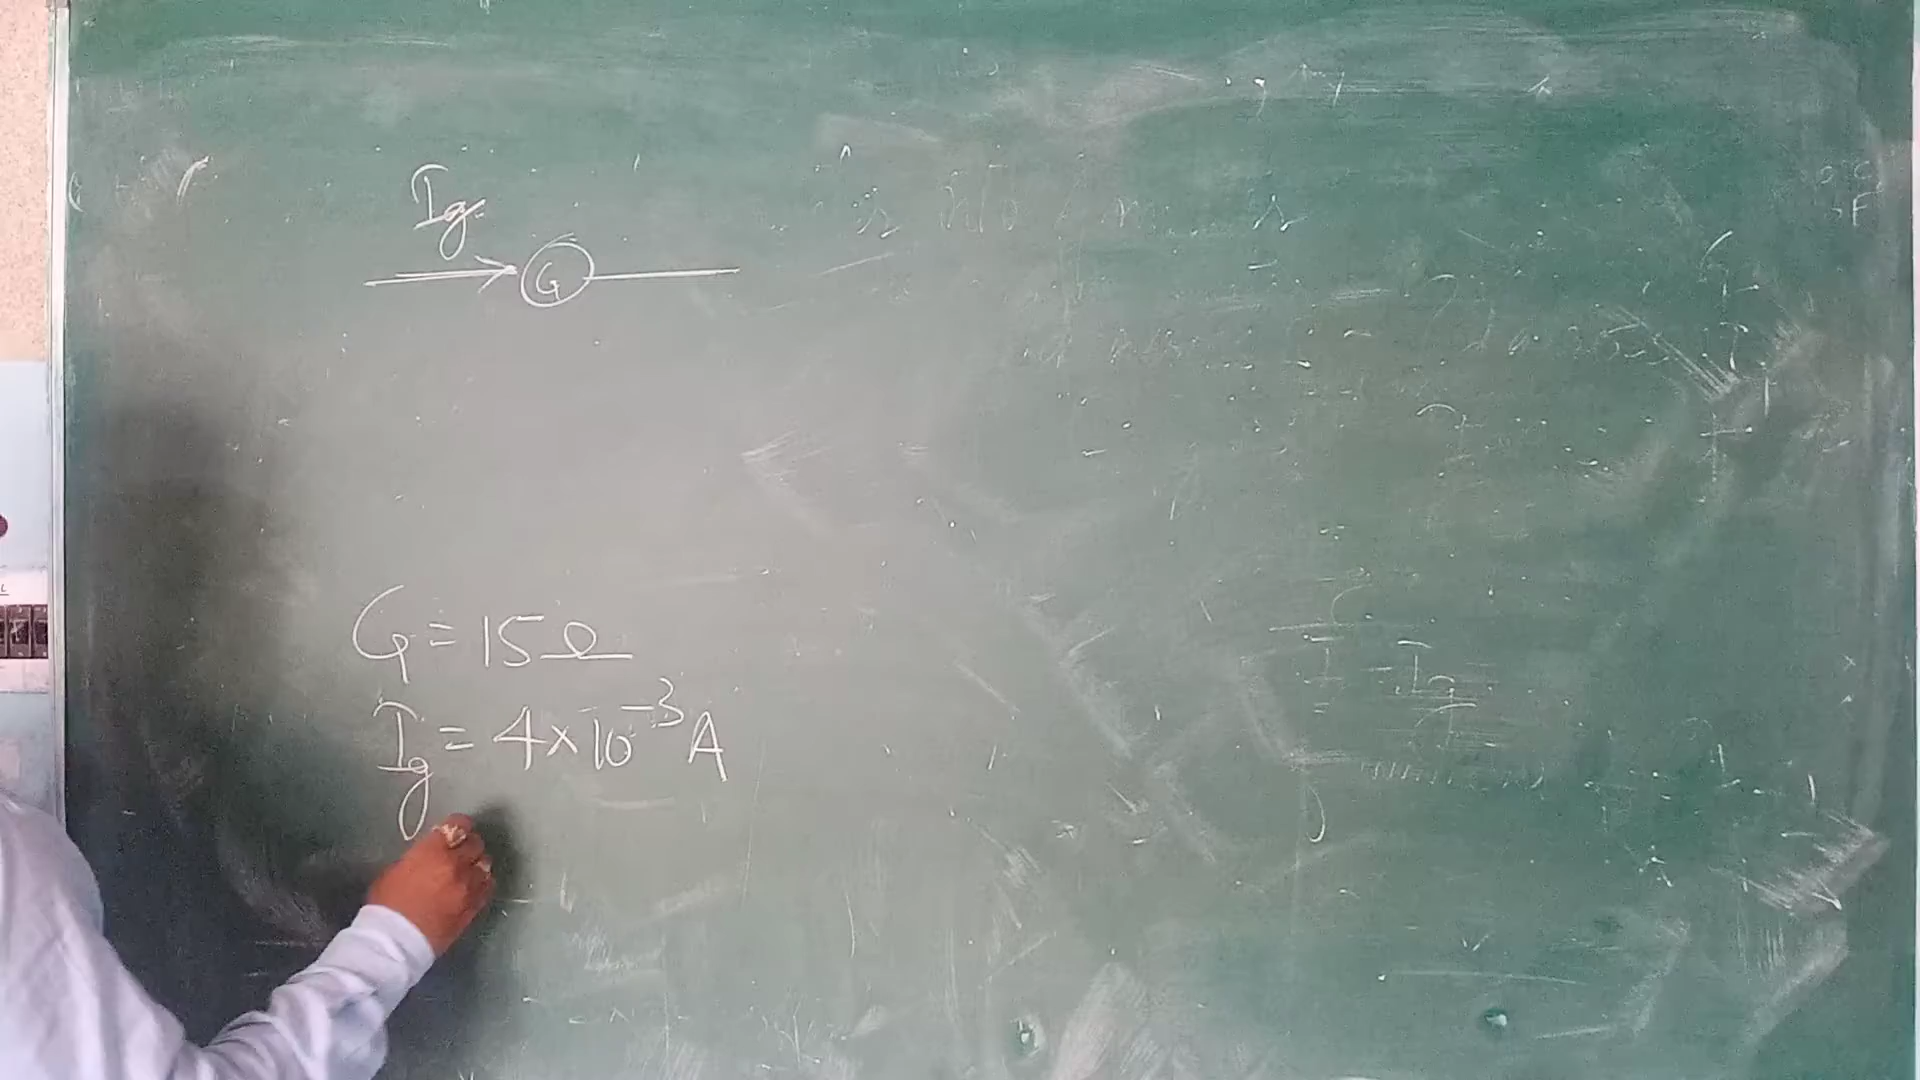 Ig
G
G = 15 Ω
Ig = 4 × 10⁻³ A